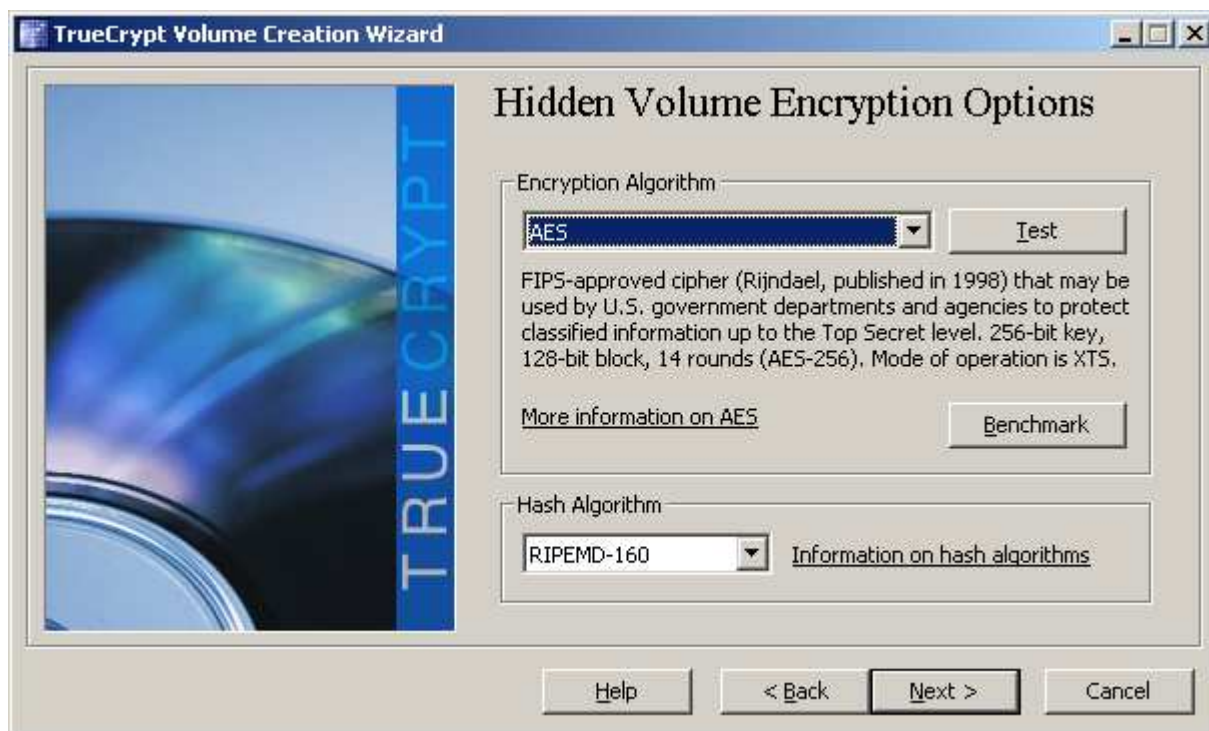 TrueCrypt Volume Creation Wizard
TRUECRYPT
Hidden Volume Encryption Options
Encryption Algorithm
AES
Test
FIPS-approved cipher (Rijndael, published in 1998) that may be
used by U.S. government departments and agencies to protect
classified information up to the Top Secret level. 256-bit key,
128-bit block, 14 rounds (AES-256). Mode of operation is XTS.
More information on AES
Benchmark
Hash Algorithm
RIPEMD-160
Information on hash algorithms
Help
< Back
Next >
Cancel